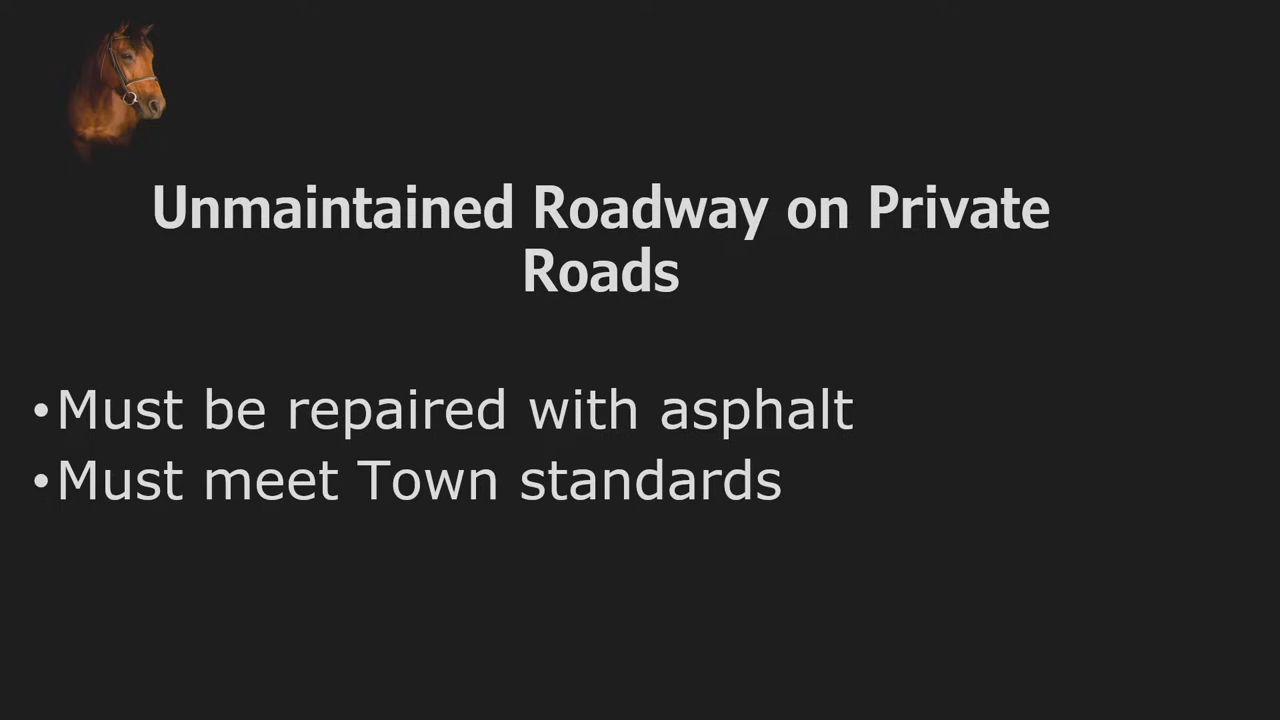 Unmaintained Roadway on Private
Roads
•Must be repaired with asphalt
•Must meet Town standards